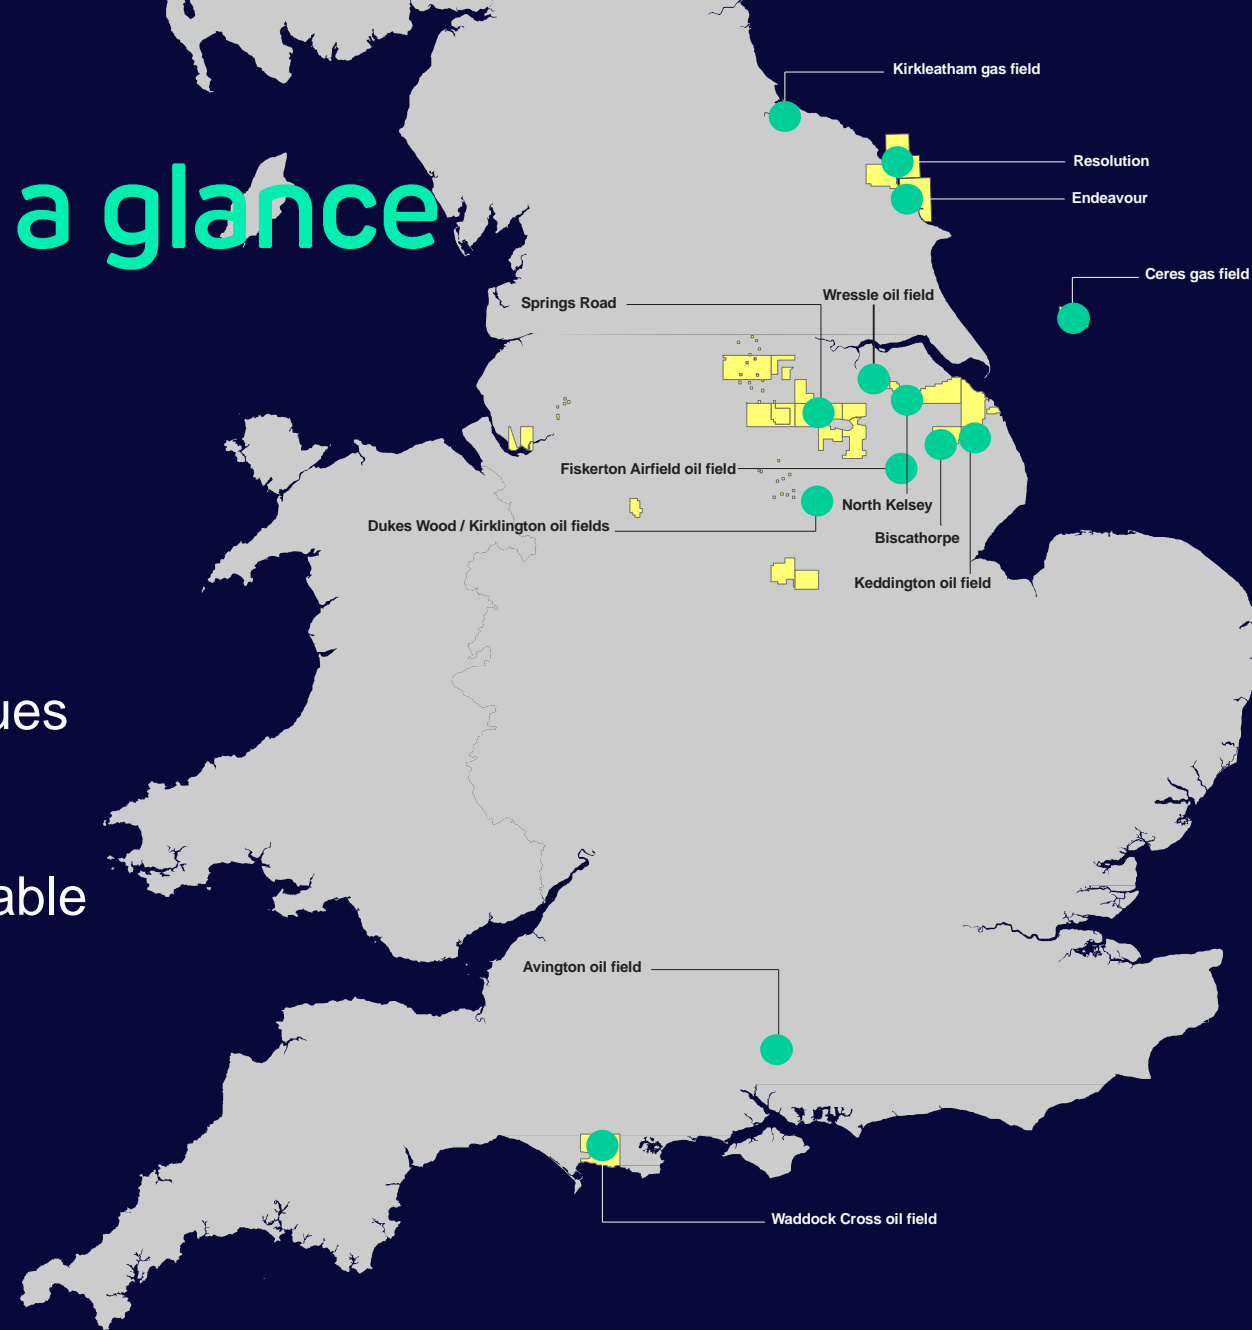 Kirkleatham gas field
Resolution
a glance
Endeavour
Ceres gas field
Wressle oil field
Springs Road
Fiskerton Airfield oil field
North Kelsey
Dukes Wood / Kirklington oil fields
Biscathorpe
Keddington oil field
ues
able
Avington oil field
Waddock Cross oil field